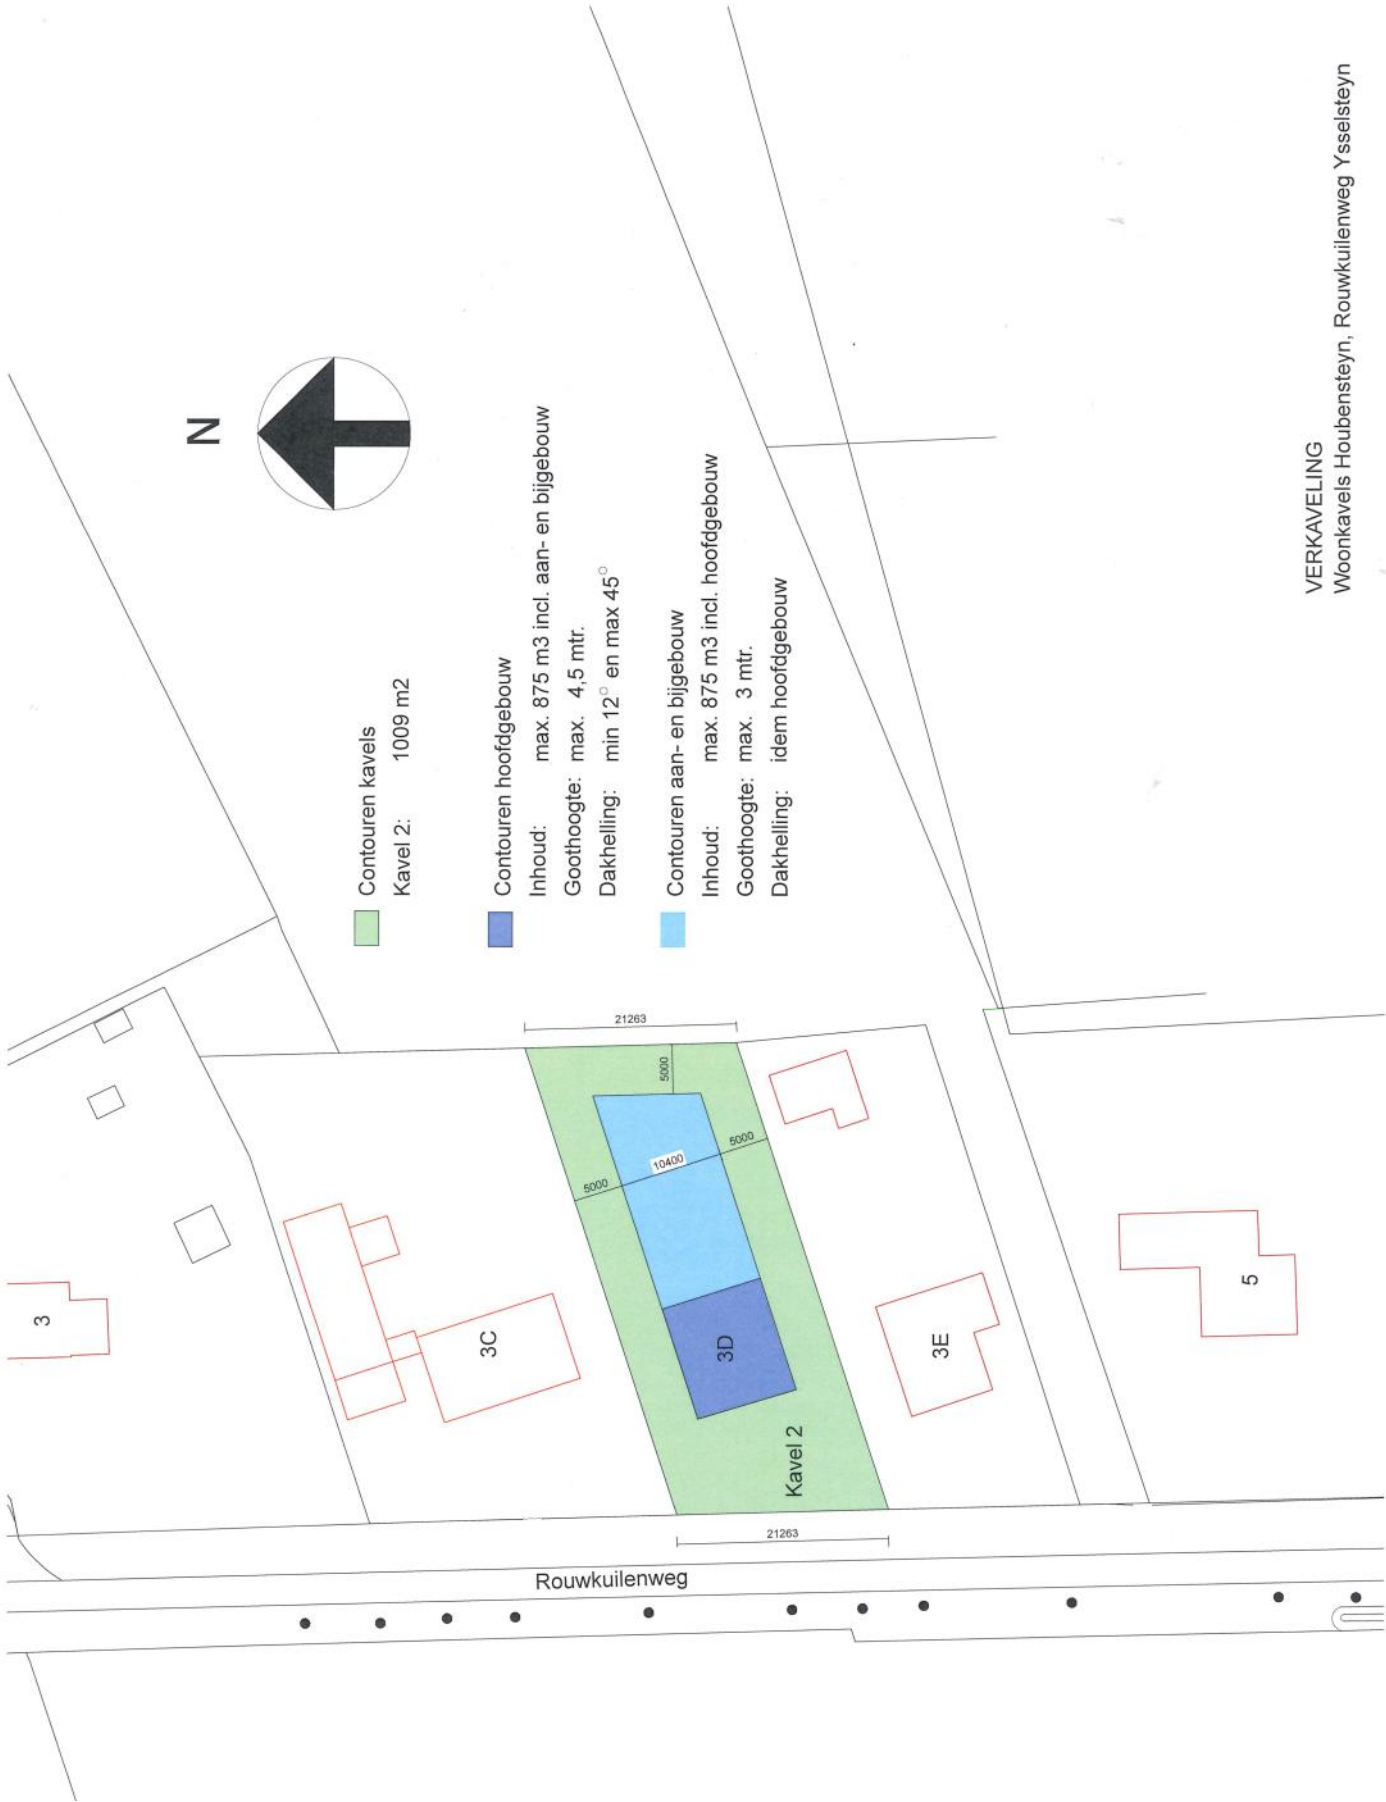 N
Contouren kavels
Kavel 2: 1009 m2
Contouren hoofdgebouw
Inhoud: max. 875 m3 incl. aan- en bijgebouw
Goothoogte: max. 4,5 mtr.
Dakhelling: min 12° en max 45°
Contouren aan- en bijgebouw
Inhoud: max. 875 m3 incl. hoofdgebouw
Goothoogte: max. 3 mtr.
Dakhelling: idem hoofdgebouw
VERKAVELING
Woonkavels Houbensteyn, Rouwkuilenweg Ysselsteyn
3
3C
3D
3E
5
Kavel 2
21263
5000
5000
10400
5000
21263
Rouwkuilenweg